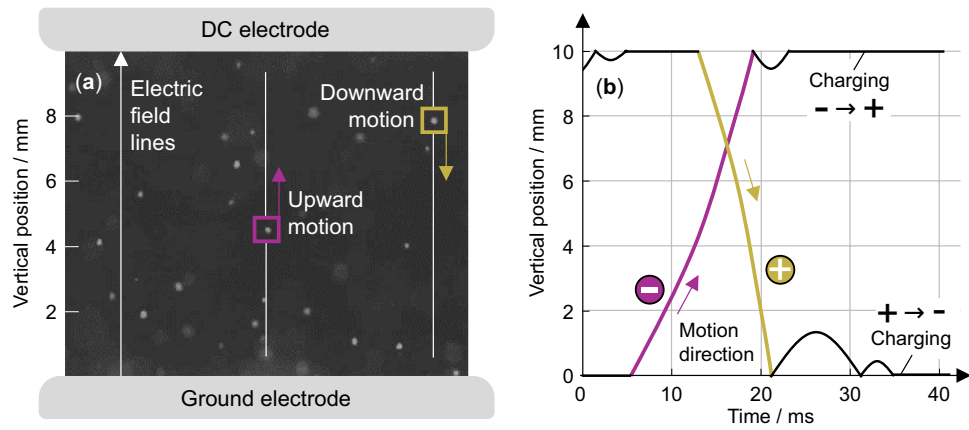 DC electrode
(a)
Electric
field
lines
Downward
motion
Upward
motion
Vertical position / mm
8
6
4
2
Ground electrode
(b)
Charging
- → +
+ → -
Charging
Motion
direction
−
+
Vertical position / mm
10
8
6
4
2
0
0
10
20
30
40
Time / ms